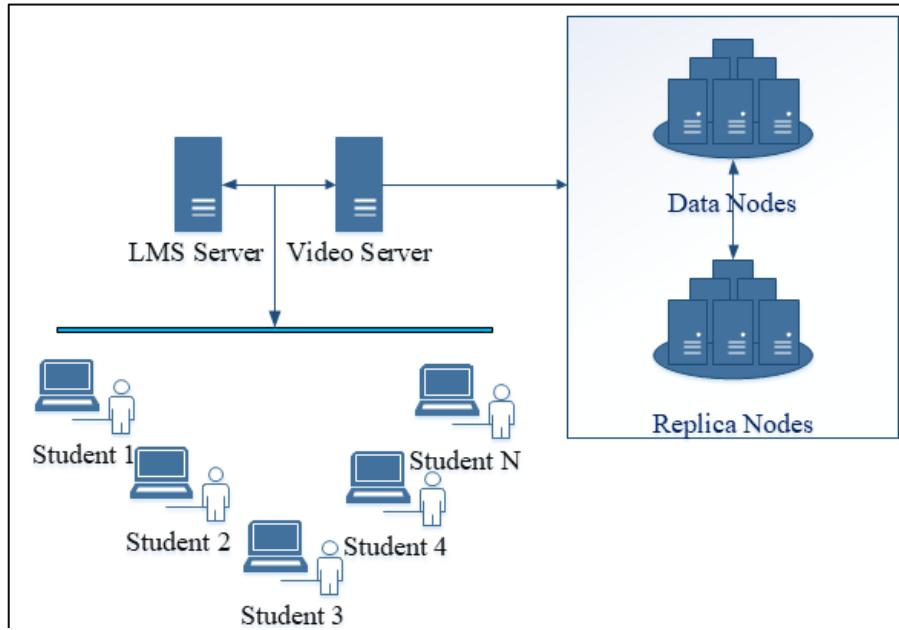 Data Nodes
LMS Server
Video Server
Replica Nodes
Student 1
Student N
Student 2
Student 4
Student 3